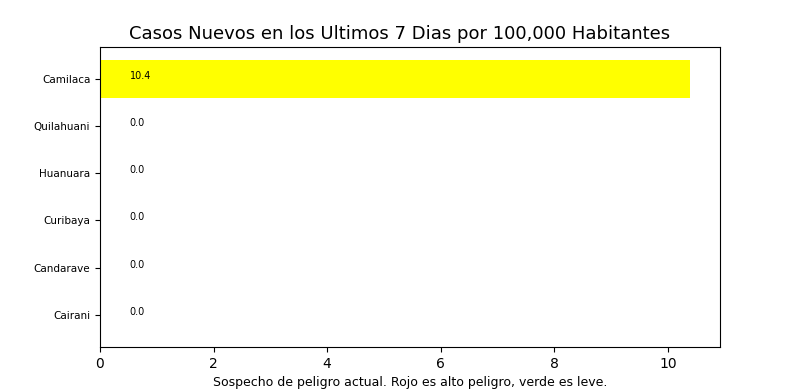 Casos Nuevos en los Ultimos 7 Dias por 100,000 Habitantes
Camilaca 10.4
Quilahuani 0.0
Huanuara 0.0
Curibaya 0.0
Candarave 0.0
Cairani 0.0
0 2 4 6 8 10
Sospecho de peligro actual. Rojo es alto peligro, verde es leve.